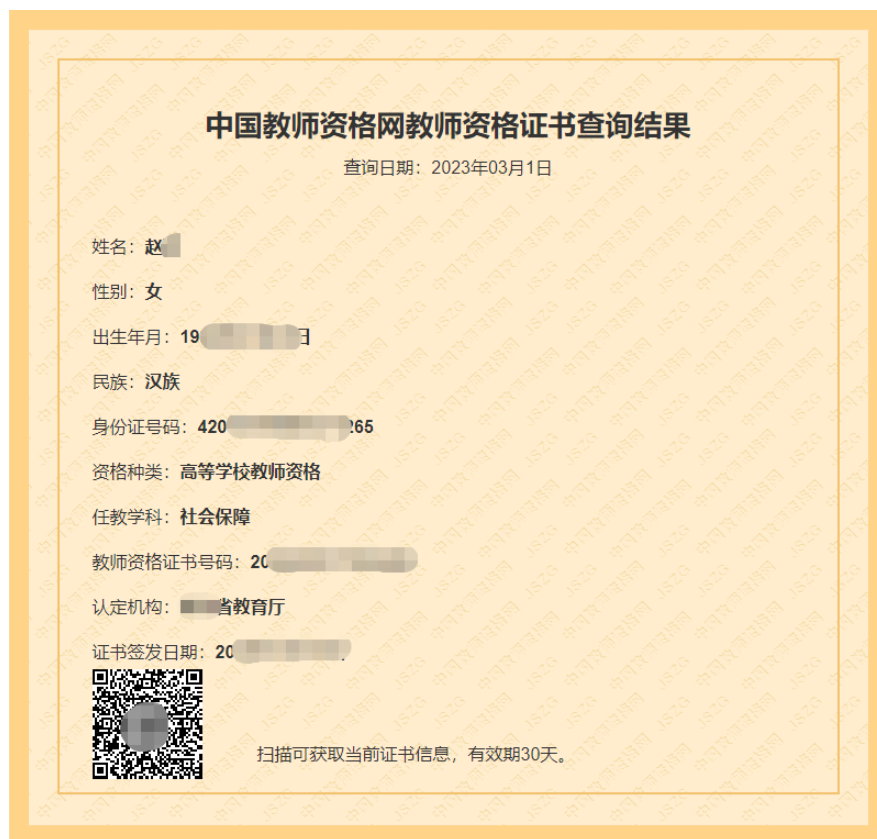 中国教师资格网教师资格证书查询结果
查询日期：2023年03月1日
姓名：赵
性别：女
出生年月：19 日
民族：汉族
身份证号码：420 265
资格种类：高等学校教师资格
任教学科：社会保障
教师资格证书号码：20
认定机构： 省教育厅
证书签发日期：20
扫描可获取当前证书信息，有效期30天。